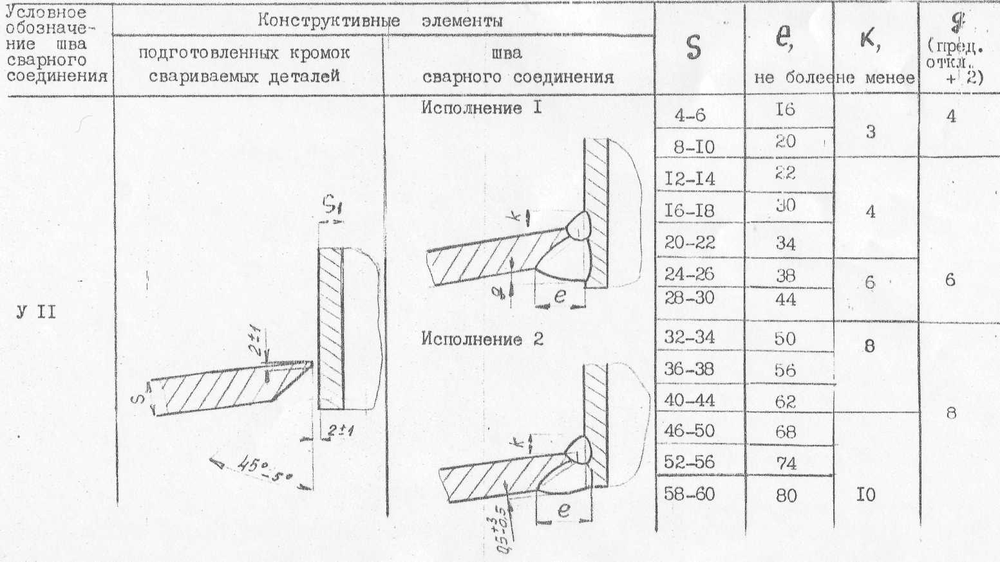 Условное
обозначе-
ние шва
сварного
соединения
Конструктивные элементы
подготовленных кромок
свариваемых деталей
шва
сварного соединения
S
e,
не более
к,
не менее
g
(пред.
откл.
+ 2)
У II
S1
2±1
S
2±1
45°-5°
Исполнение I
к
g
e
Исполнение 2
к
e
0,5+3-0,5
4-6
I6
3
4
8-I0
20
I2-I4
22
4
6
I6-I8
30
20-22
34
24-26
38
6
28-30
44
32-34
50
8
8
36-38
56
40-44
62
46-50
68
I0
52-56
74
58-60
80